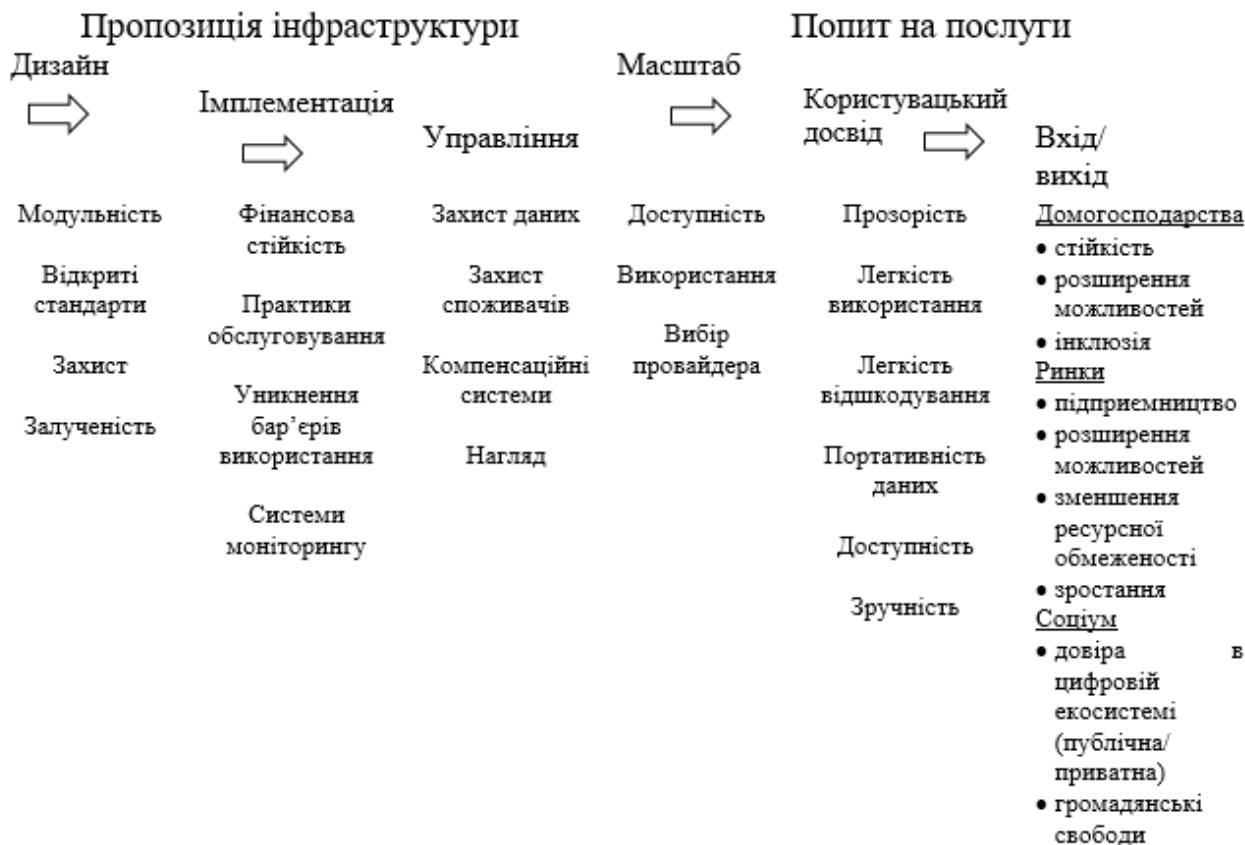 Пропозиція інфраструктури
Попит на послуги
Дизайн
Імплементація
Управління
Масштаб
Користувацький
досвід
Вхід/
вихід
Модульність
Відкриті
стандарти
Захист
Залученість
Фінансова
стійкість
Практики
обслуговування
Уникнення
бар’єрів
використання
Системи
моніторингу
Захист даних
Захист
споживачів
Компенсаційні
системи
Нагляд
Доступність
Використання
Вибір
провайдера
Прозорість
Легкість
використання
Легкість
відшкодування
Портативність
даних
Доступність
Зручність
Домогосподарства
• стійкість
• розширення
можливостей
• інклюзія
Ринки
• підприємництво
• розширення
можливостей
• зменшення
ресурсної
обмеженості
• зростання
Соціум
• довіра в
цифровій
екосистемі
(публічна/
приватна)
• громадянські
свободи